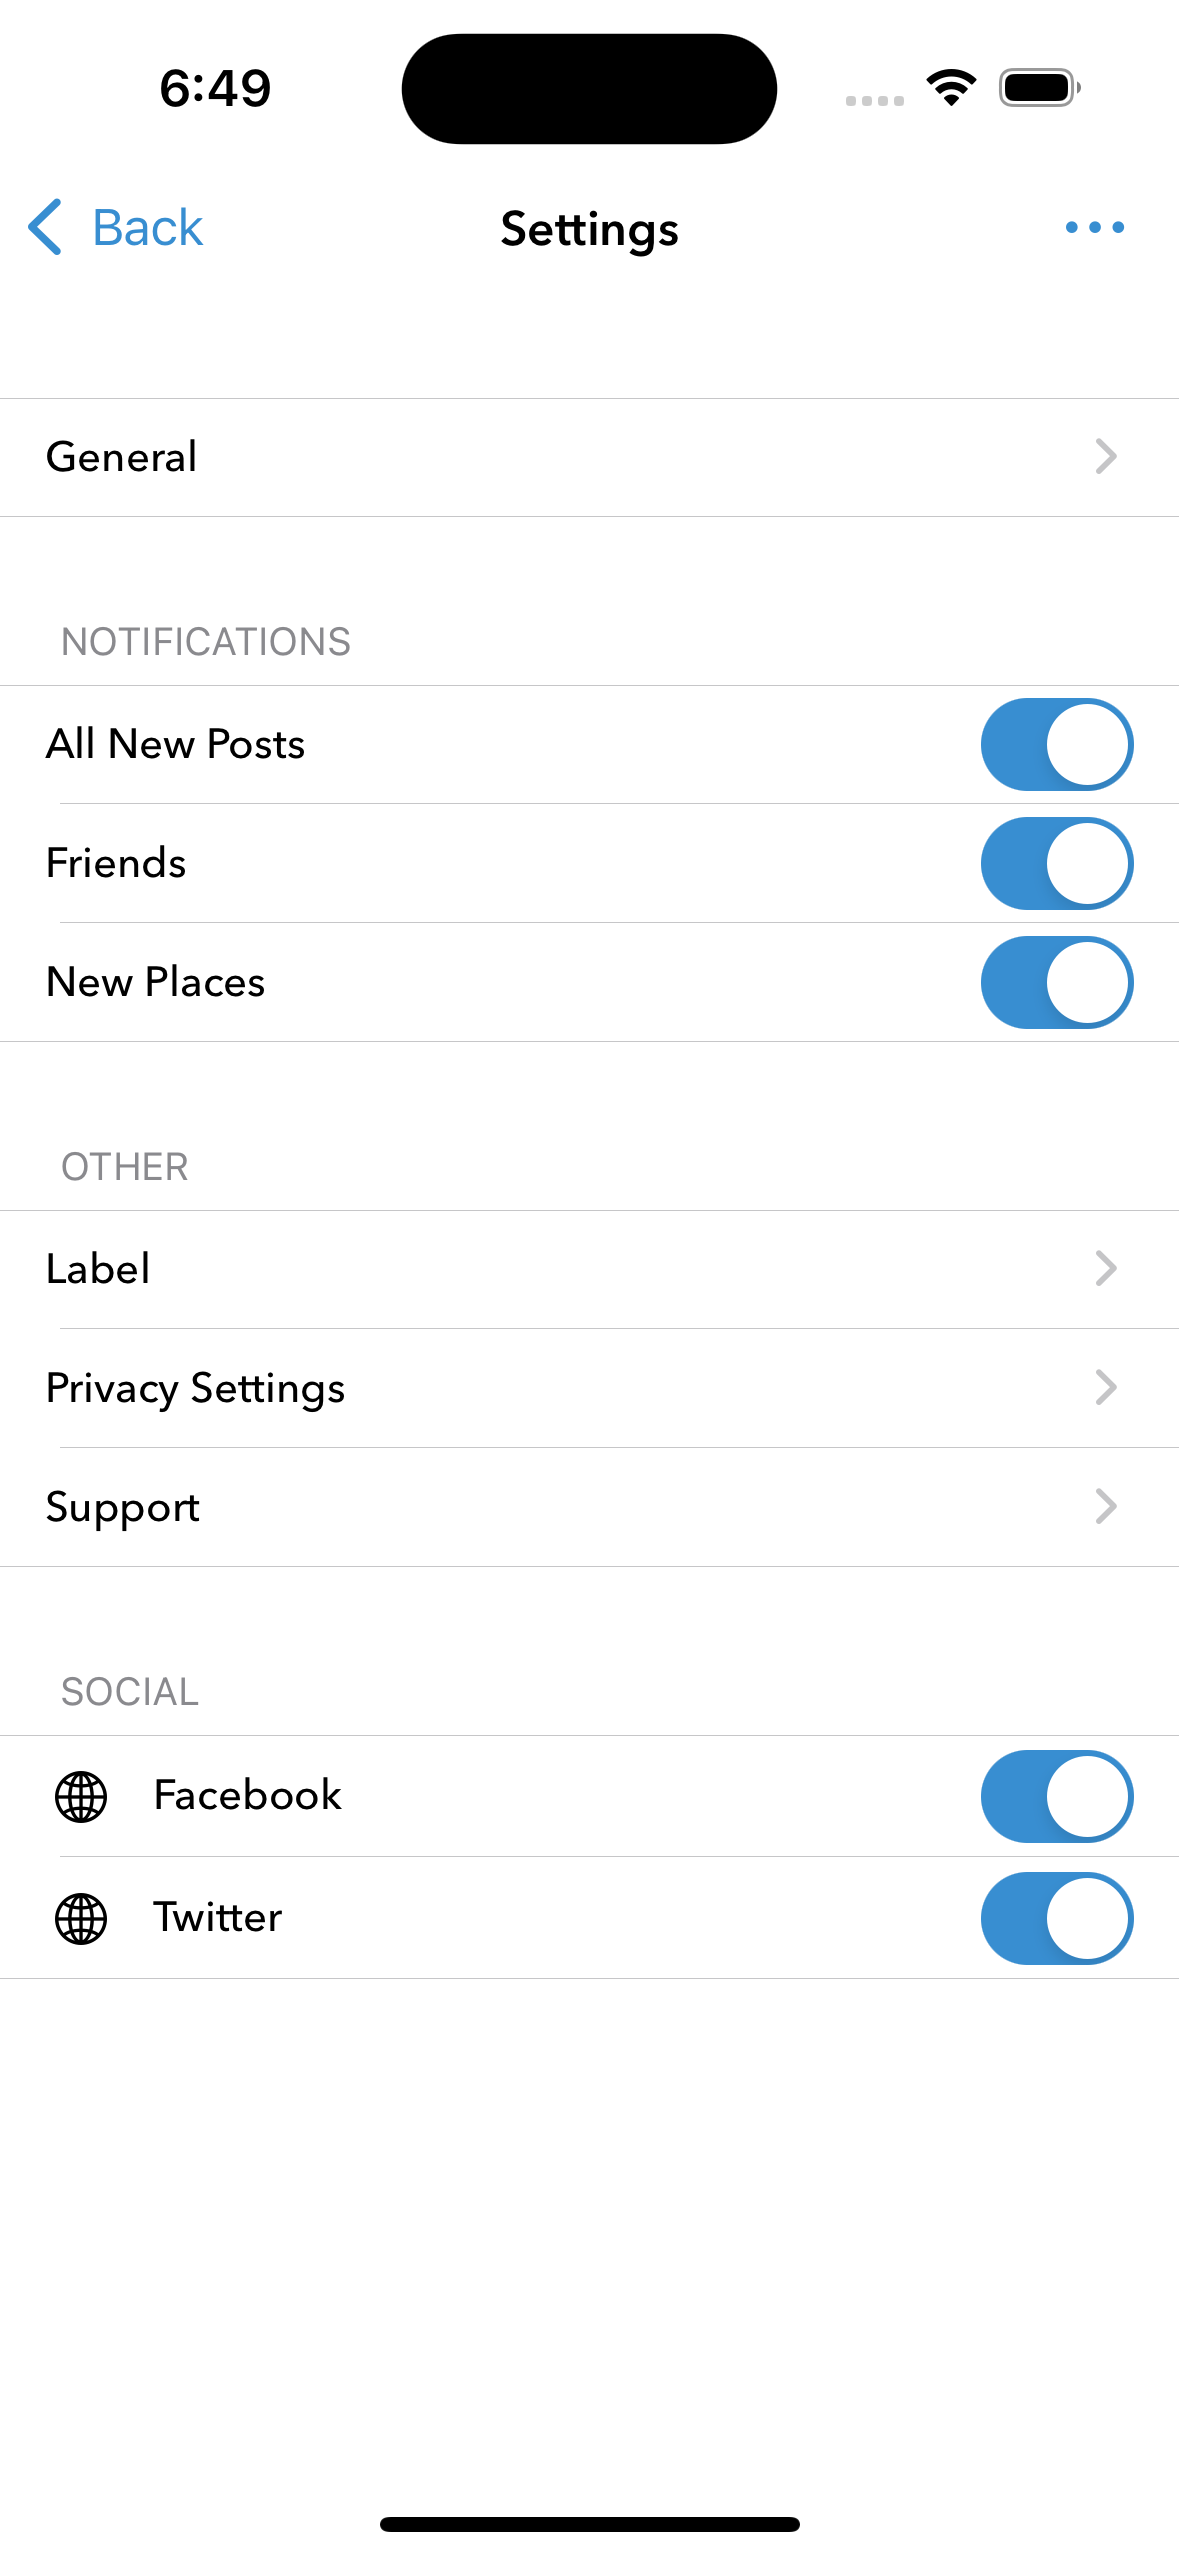 6:49
Back
Settings
General
NOTIFICATIONS
All New Posts
Friends
New Places
OTHER
Label
Privacy Settings
Support
SOCIAL
Facebook
Twitter